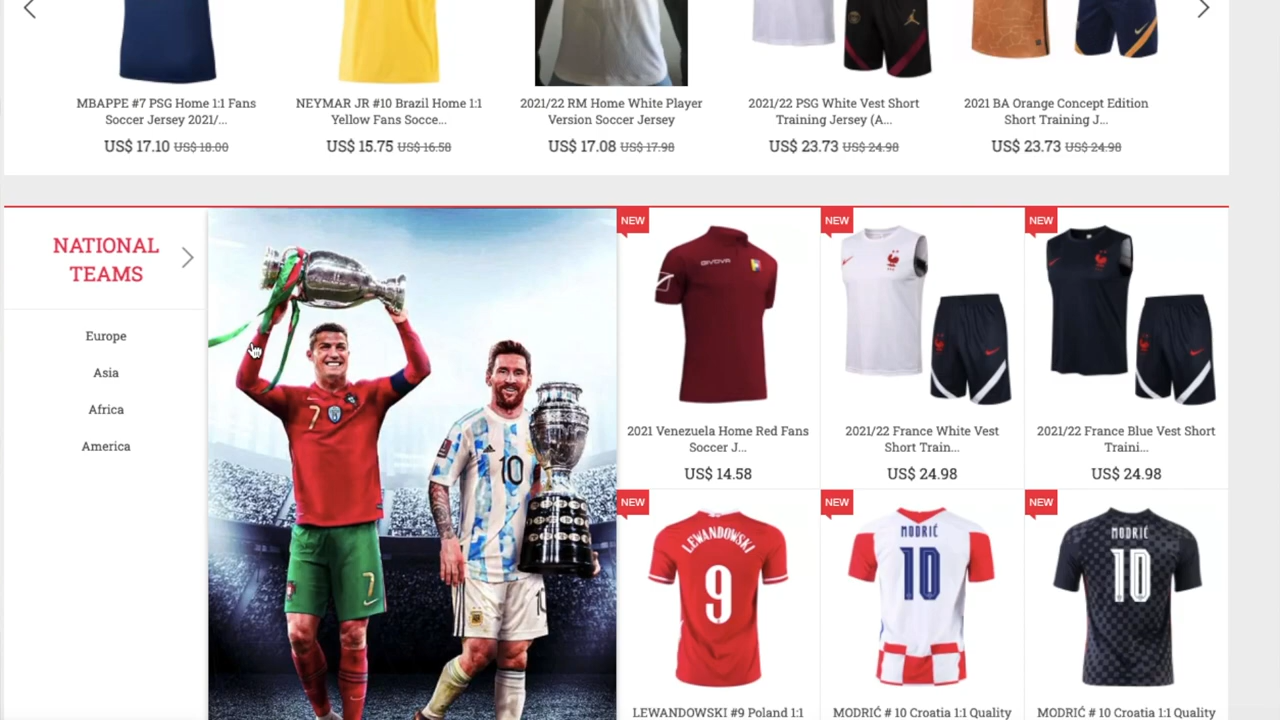 MBAPPE #7 PSG Home 1:1 Fans
Soccer Jersey 2021/...
US$ 17.10 US$ 18.00
NEYMAR JR #10 Brazil Home 1:1
Yellow Fans Socce...
US$ 15.75 US$ 16.58
2021/22 RM Home White Player
Version Soccer Jersey
US$ 17.08 US$ 17.98
2021/22 PSG White Vest Short
Training Jersey (A...
US$ 23.73 US$ 24.98
2021 BA Orange Concept Edition
Short Training J...
US$ 23.73 US$ 24.98
NATIONAL
TEAMS
Europe
Asia
Africa
America
7
7
10
10
NEW
GIVOVA
2021 Venezuela Home Red Fans
Soccer J...
US$ 14.58
NEW
2021/22 France White Vest
Short Train...
US$ 24.98
NEW
2021/22 France Blue Vest Short
Traini...
US$ 24.98
NEW
LEWANDOWSKI
9
LEWANDOWSKI #9 Poland 1:1
NEW
MODRIĆ
10
MODRIĆ # 10 Croatia 1:1 Quality
NEW
MODRIĆ
10
MODRIĆ # 10 Croatia 1:1 Quality